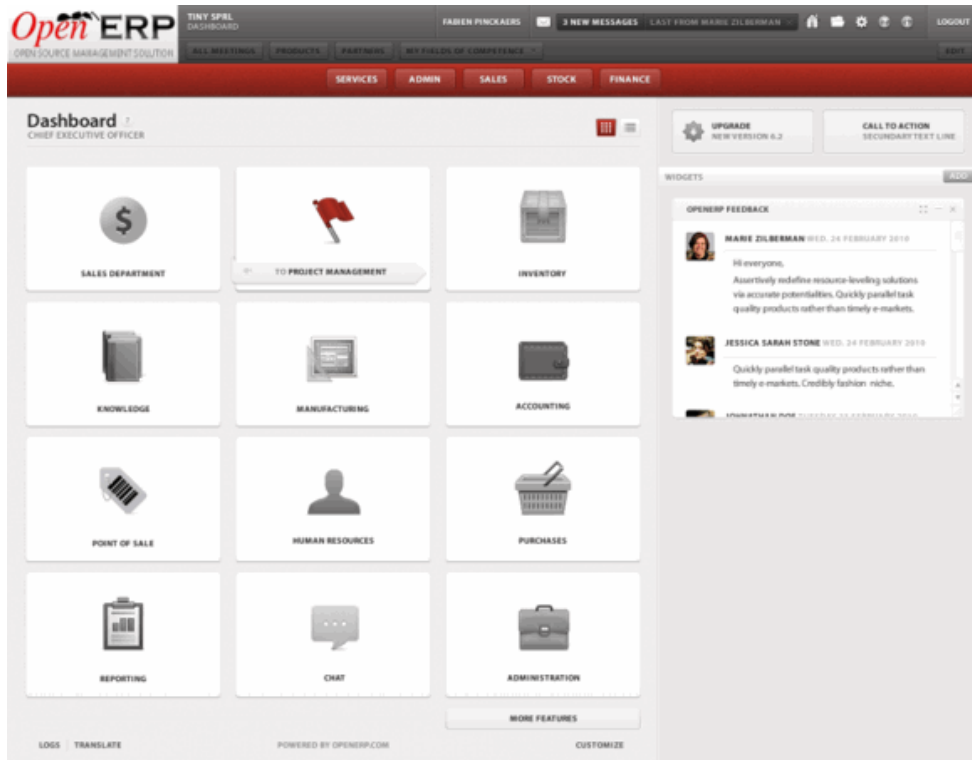 Open ERP
OPEN SOURCE MANAGEMENT SOLUTION
TINY SPRL
DASHBOARD
FABIEN PINCKAERS
3 NEW MESSAGES LAST FROM MARIE ZILBERMAN
LOGOUT
ALL MEETINGS PRODUCTS PARTNERS MY FIELDS OF COMPETENCE
EDIT
SERVICES ADMIN SALES STOCK FINANCE
Dashboard ?
CHIEF EXECUTIVE OFFICER
UPGRADE
NEW VERSION 6.2
CALL TO ACTION
SECUNDARY TEXT LINE
WIDGETS
ADD
OPENERP FEEDBACK
MARIE ZILBERMAN WED. 24 FEBRUARY 2010
Hi everyone,
Assertively redefine resource-leveling solutions
via accurate potentialities. Quickly parallel task
quality products rather than timely e-markets.
JESSICA SARAH STONE WED. 24 FEBRUARY 2010
Quickly parallel task quality products rather than
timely e-markets. Credibly fashion niche.
SALES DEPARTMENT
TO PROJECT MANAGEMENT
INVENTORY
KNOWLEDGE
MANUFACTURING
ACCOUNTING
POINT OF SALE
HUMAN RESOURCES
PURCHASES
REPORTING
CHAT
ADMINISTRATION
MORE FEATURES
LOGS TRANSLATE
POWERED BY OPENERP.COM
CUSTOMIZE